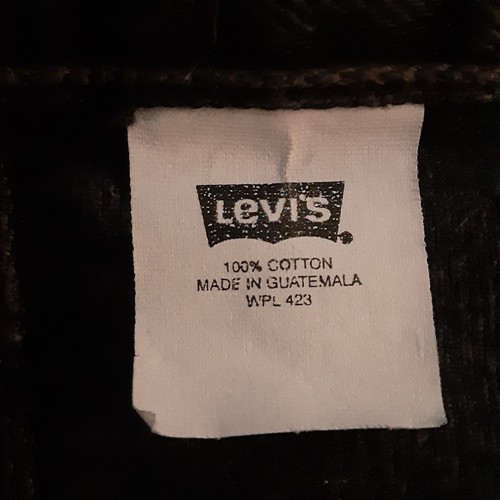 LEVI'S
100% COTTON
MADE IN GUATEMALA
WPL 423